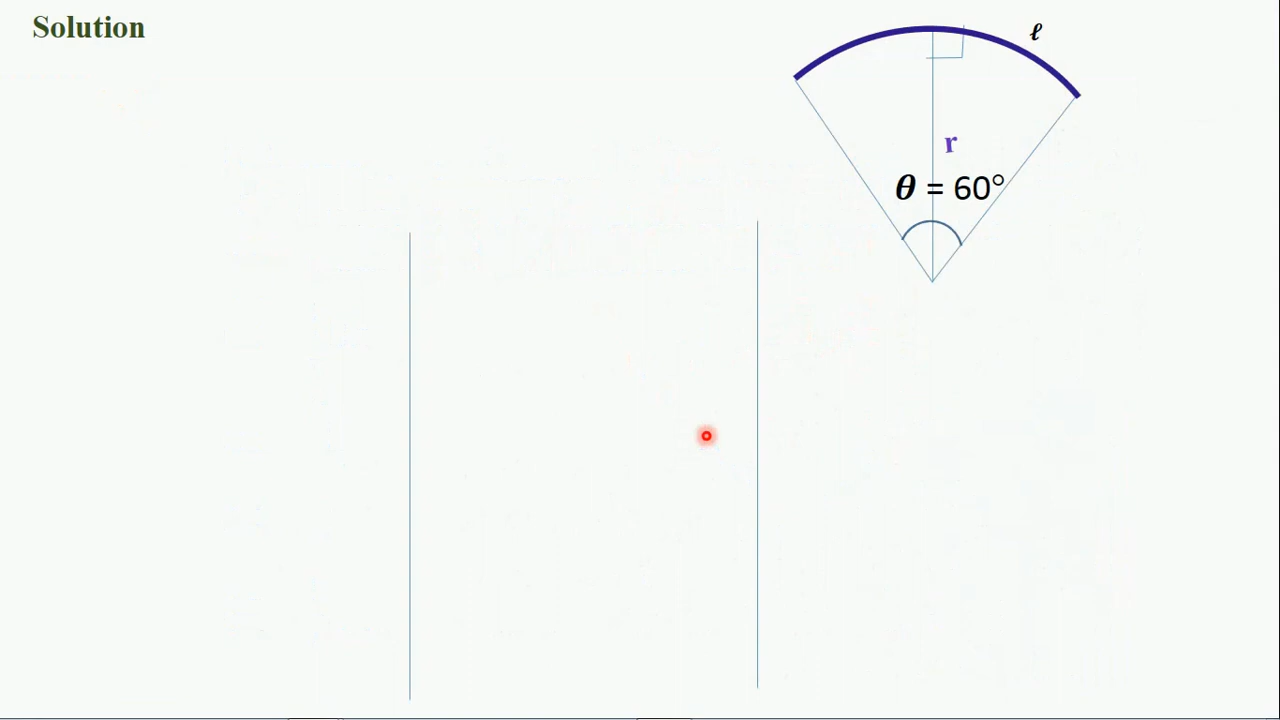 Solution
ℓ
r
θ = 60°